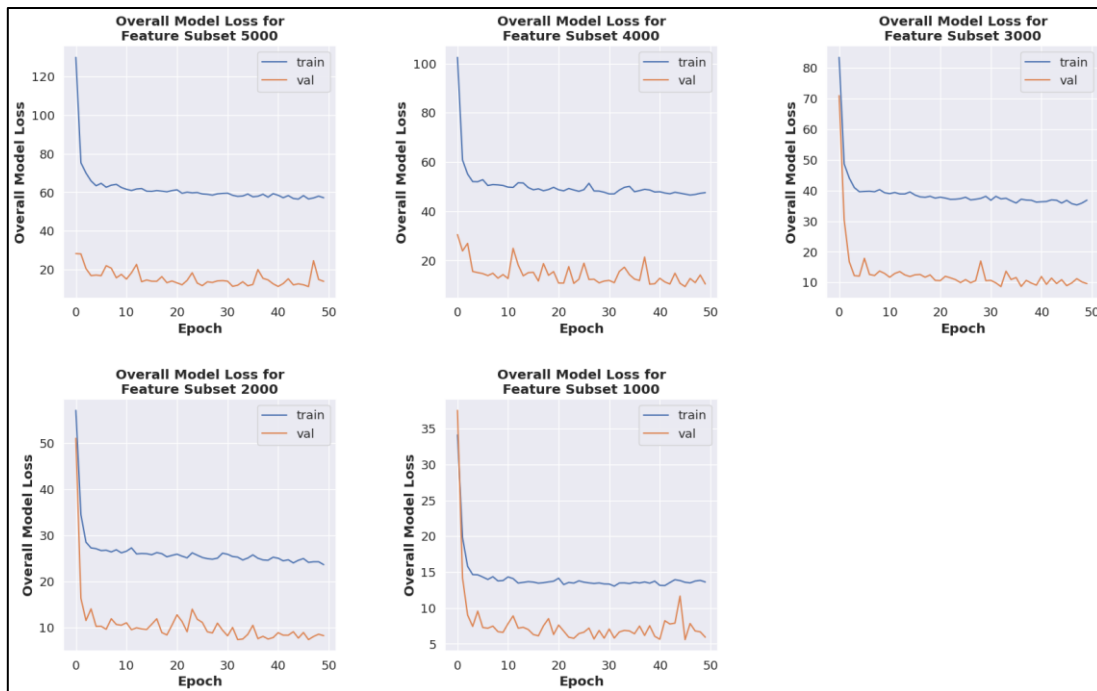 Overall Model Loss for
Feature Subset 5000
train
val
120
100
80
60
40
20
Overall Model Loss
0 10 20 30 40 50
Epoch
Overall Model Loss for
Feature Subset 4000
train
val
100
80
60
40
20
Overall Model Loss
0 10 20 30 40 50
Epoch
Overall Model Loss for
Feature Subset 3000
train
val
80
70
60
50
40
30
20
10
Overall Model Loss
0 10 20 30 40 50
Epoch
Overall Model Loss for
Feature Subset 2000
train
val
50
40
30
20
10
Overall Model Loss
0 10 20 30 40 50
Epoch
Overall Model Loss for
Feature Subset 1000
train
val
35
30
25
20
15
10
5
Overall Model Loss
0 10 20 30 40 50
Epoch